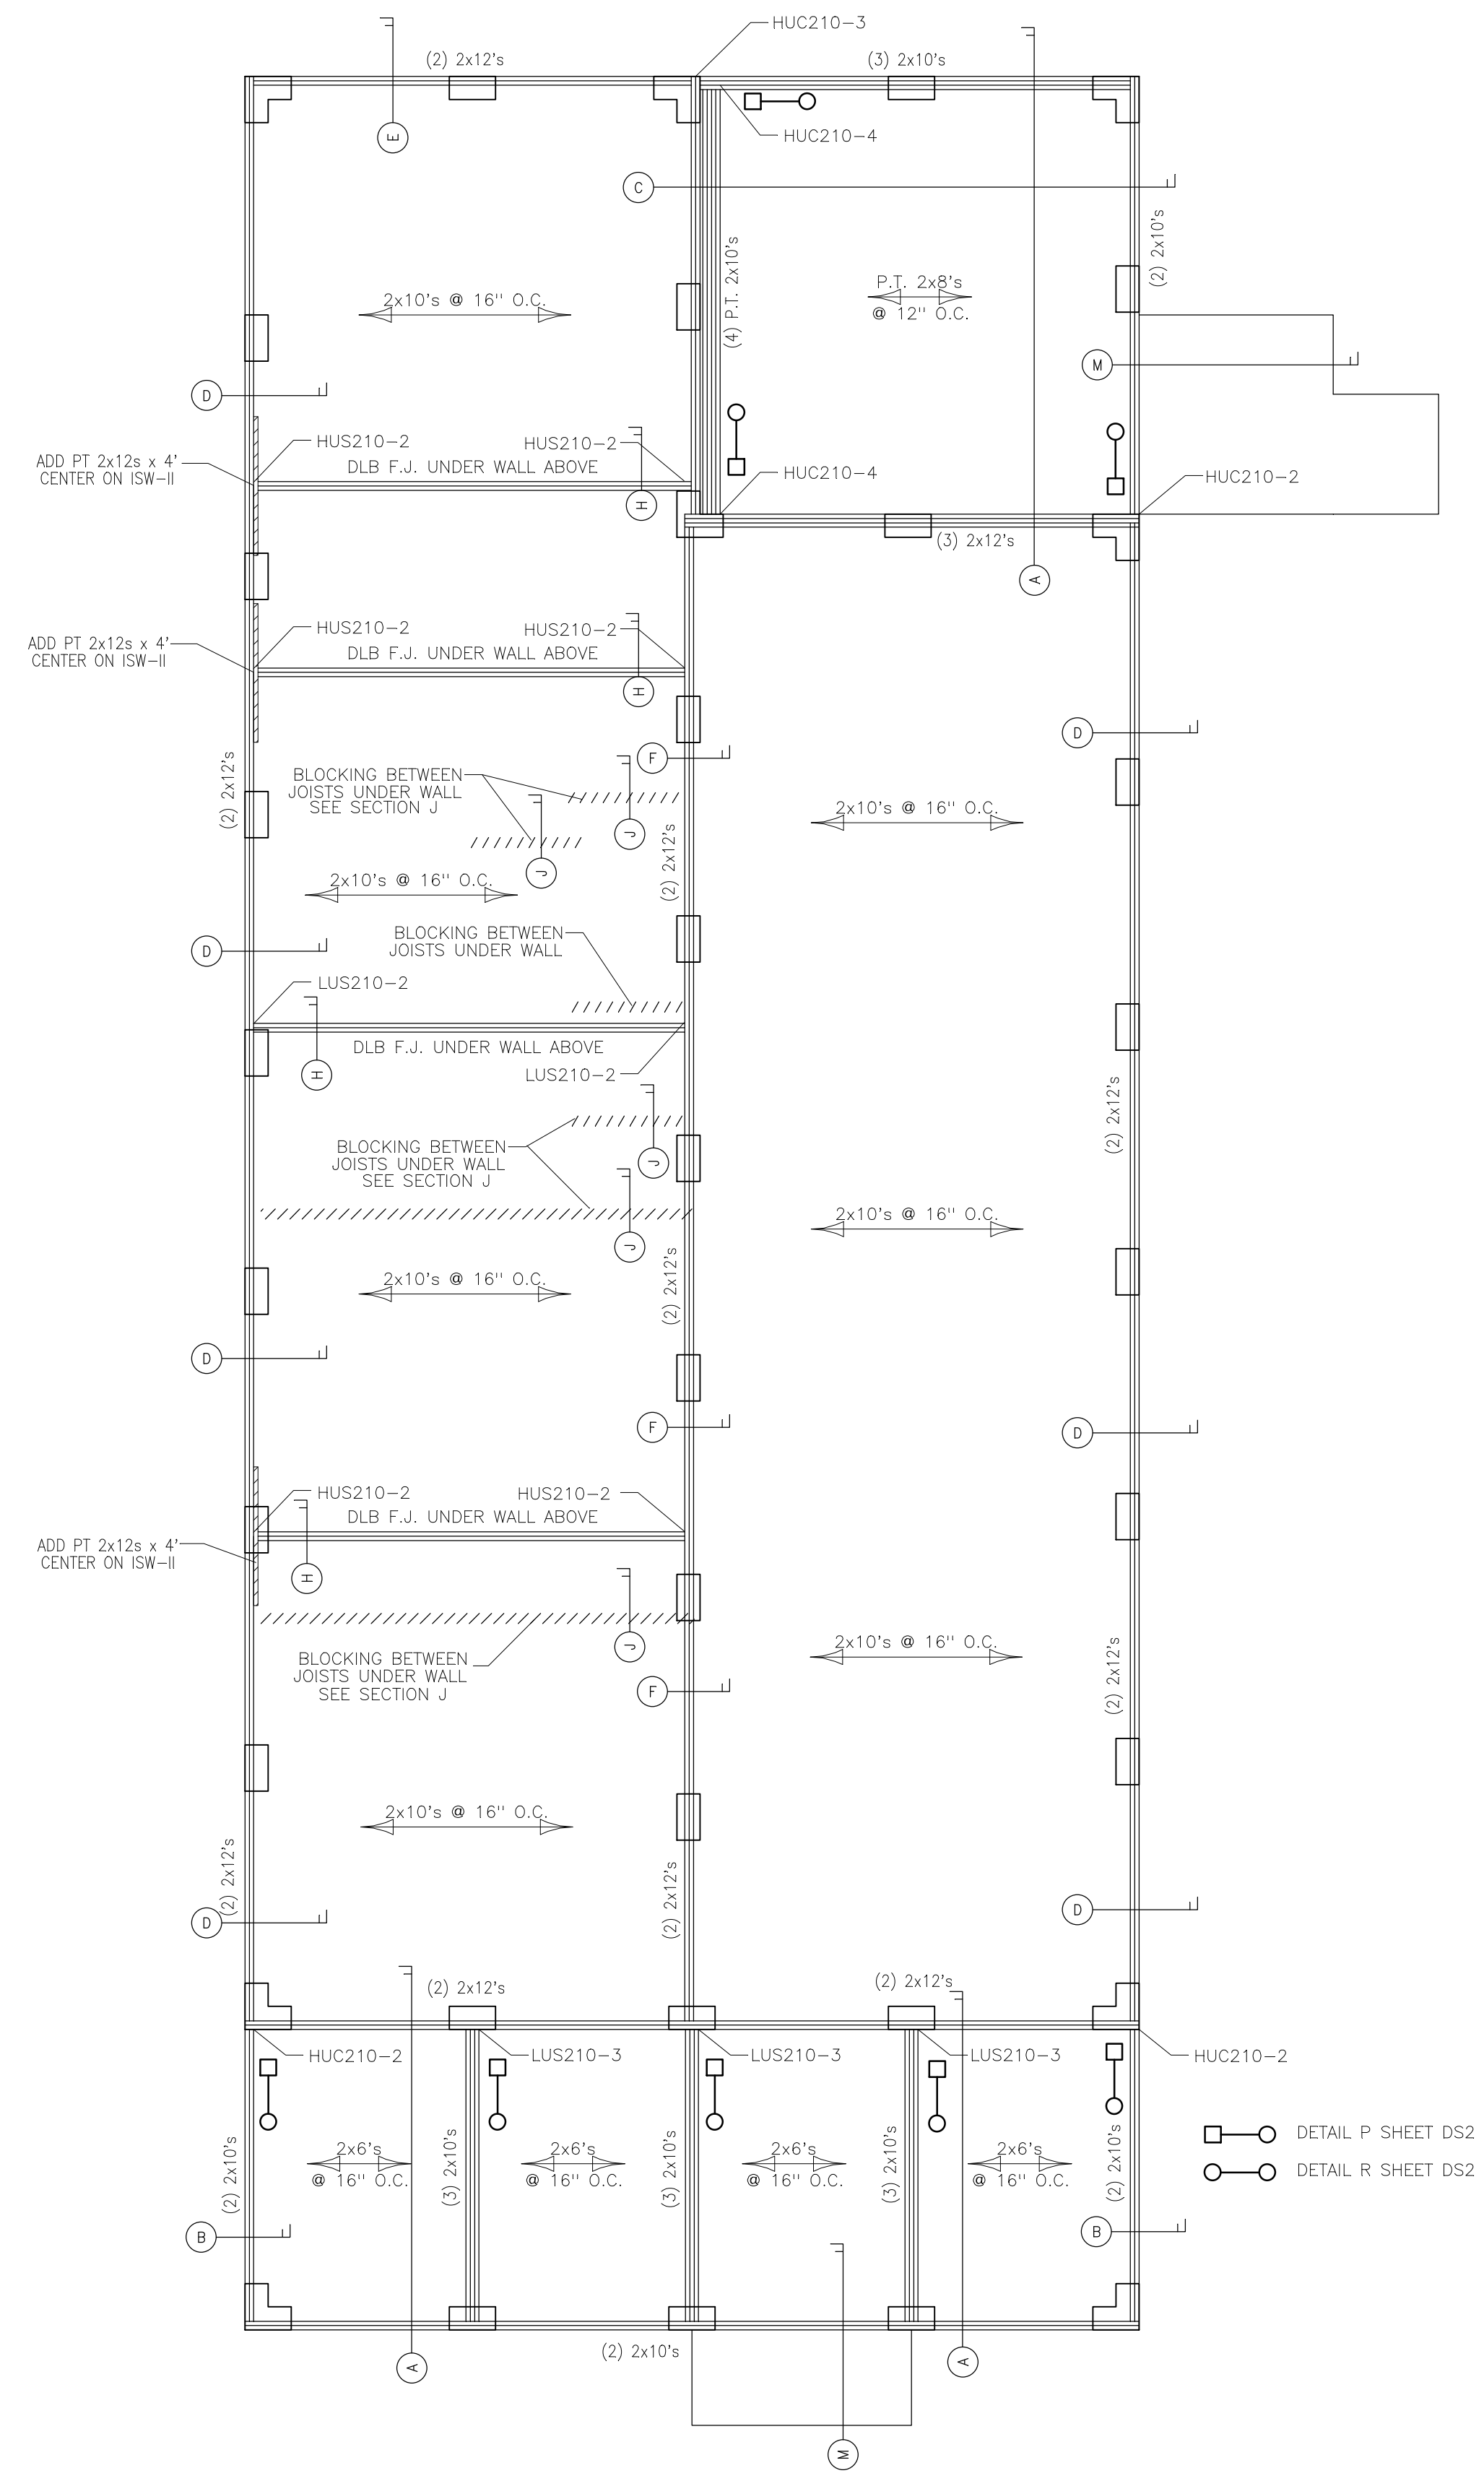 HUC210-3
(2) 2x12's
(3) 2x10's
E
HUC210-4
C
(4) P.T. 2x10's
(2) 2x10's
P.T. 2x8's
@ 12" O.C.
2x10's @ 16" O.C.
M
D
HUS210-2
HUS210-2
DLB F.J. UNDER WALL ABOVE
ADD PT 2x12s x 4'
CENTER ON ISW-II
HUC210-4
HUC210-2
H
(3) 2x12's
A
HUS210-2
HUS210-2
DLB F.J. UNDER WALL ABOVE
ADD PT 2x12s x 4'
CENTER ON ISW-II
H
D
F
(2) 2x12's
BLOCKING BETWEEN
JOISTS UNDER WALL
SEE SECTION J
J
J
(2) 2x12's
2x10's @ 16" O.C.
2x10's @ 16" O.C.
BLOCKING BETWEEN
JOISTS UNDER WALL
D
LUS210-2
DLB F.J. UNDER WALL ABOVE
LUS210-2
H
(2) 2x12's
BLOCKING BETWEEN
JOISTS UNDER WALL
SEE SECTION J
J
J
2x10's @ 16" O.C.
2x10's @ 16" O.C.
(2) 2x12's
D
F
D
HUS210-2
HUS210-2
DLB F.J. UNDER WALL ABOVE
ADD PT 2x12s x 4'
CENTER ON ISW-II
H
J
BLOCKING BETWEEN
JOISTS UNDER WALL
SEE SECTION J
2x10's @ 16" O.C.
(2) 2x12's
F
2x10's @ 16" O.C.
(2) 2x12's
(2) 2x12's
D
D
(2) 2x12's
(2) 2x12's
HUC210-2
LUS210-3
LUS210-3
LUS210-3
HUC210-2
(2) 2x10's
2x6's
@ 16" O.C.
(3) 2x10's
2x6's
@ 16" O.C.
(3) 2x10's
2x6's
@ 16" O.C.
(3) 2x10's
2x6's
@ 16" O.C.
(2) 2x10's
DETAIL P SHEET DS2
DETAIL R SHEET DS2
B
B
(2) 2x10's
A
A
M